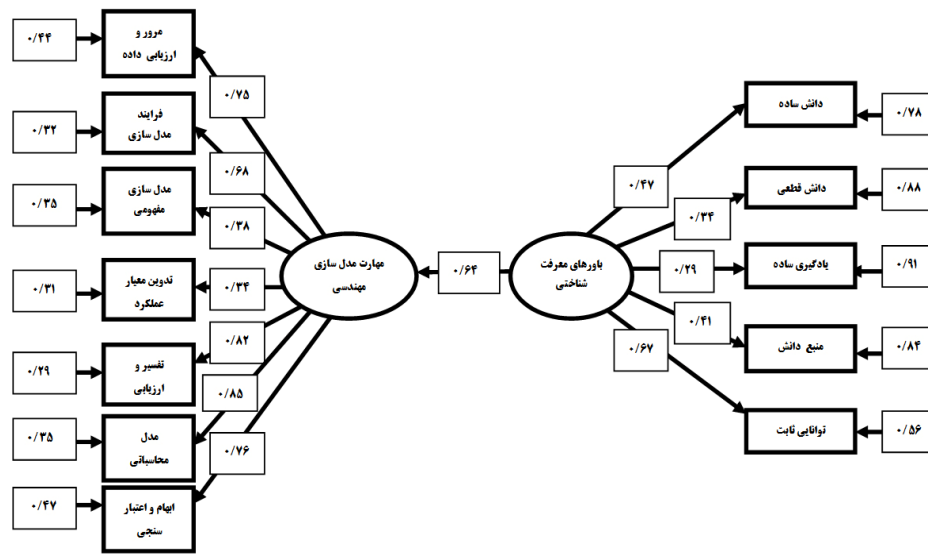 ۰/۴۴
مرور و
ارزیابی داده
۰/۷۵
دانش ساده
۰/۷۸
۰/۳۲
فرایند
مدل سازی
۰/۶۸
۰/۴۷
دانش قطعی
۰/۸۸
۰/۳۵
مدل سازی
مفهومی
۰/۳۸
۰/۳۴
مهارت مدل سازی
مهندسی
۰/۶۴
باورهای معرفت
شناختی
۰/۲۹
یادگیری ساده
۰/۹۱
۰/۳۱
تدوین معیار
عملکرد
۰/۳۴
۰/۴۱
منبع دانش
۰/۸۴
۰/۲۹
تفسیر و
ارزیابی
۰/۸۲
۰/۶۷
توانایی ثابت
۰/۵۶
۰/۳۵
مدل
محاسباتی
۰/۸۵
۰/۴۷
ابهام و اعتبار
سنجی
۰/۷۶